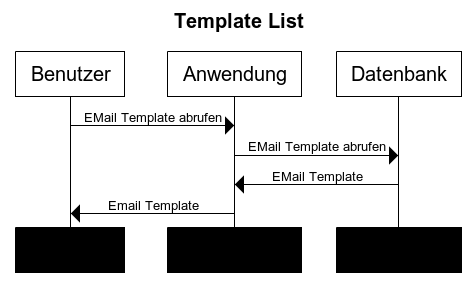 Template List
Benutzer
Anwendung
Datenbank
EMail Template abrufen
EMail Template abrufen
EMail Template
Email Template